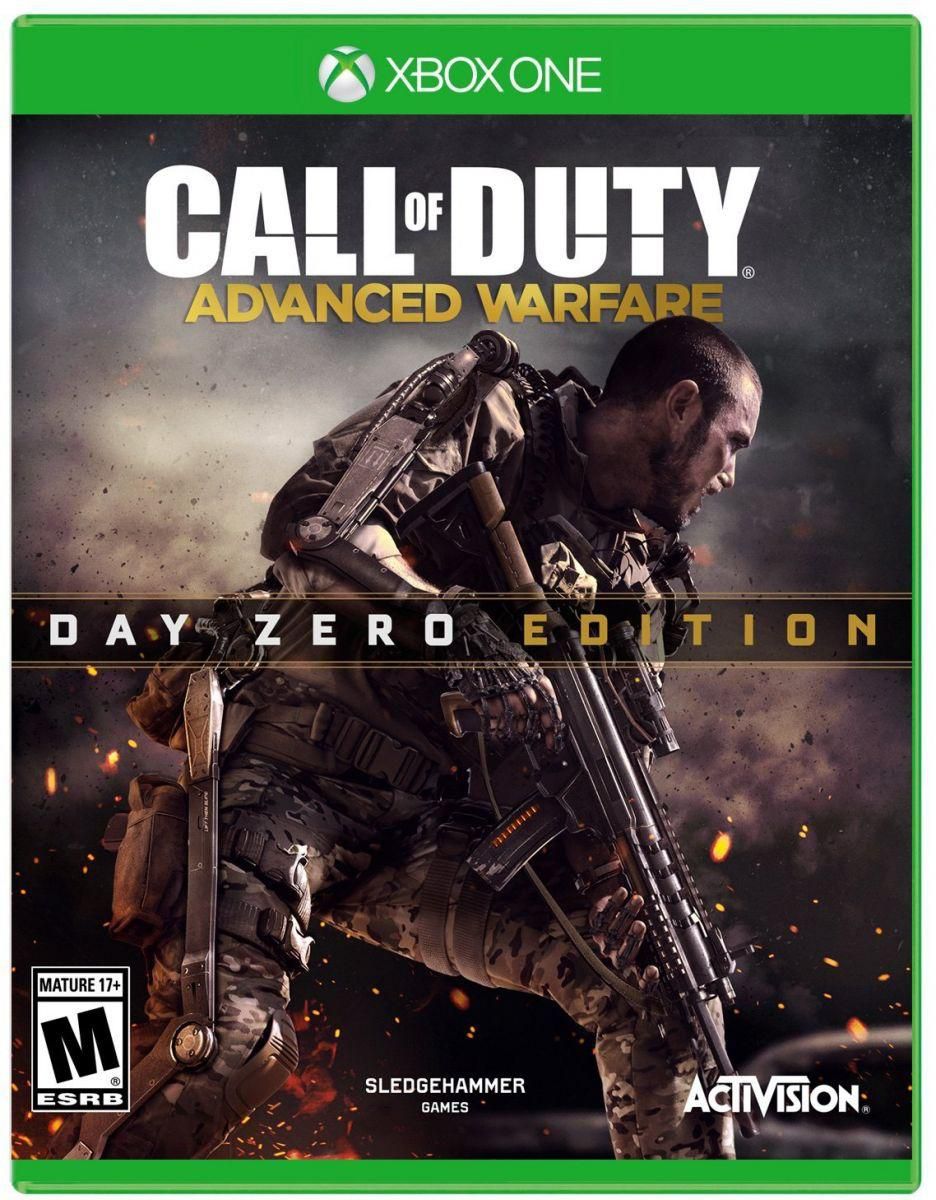 XBOX ONE
CALL OF DUTY®
ADVANCED WARFARE
DAY ZERO EDITION
MATURE 17+
M®
ESRB
SLEDGEHAMMER
GAMES
ACTIVISION®